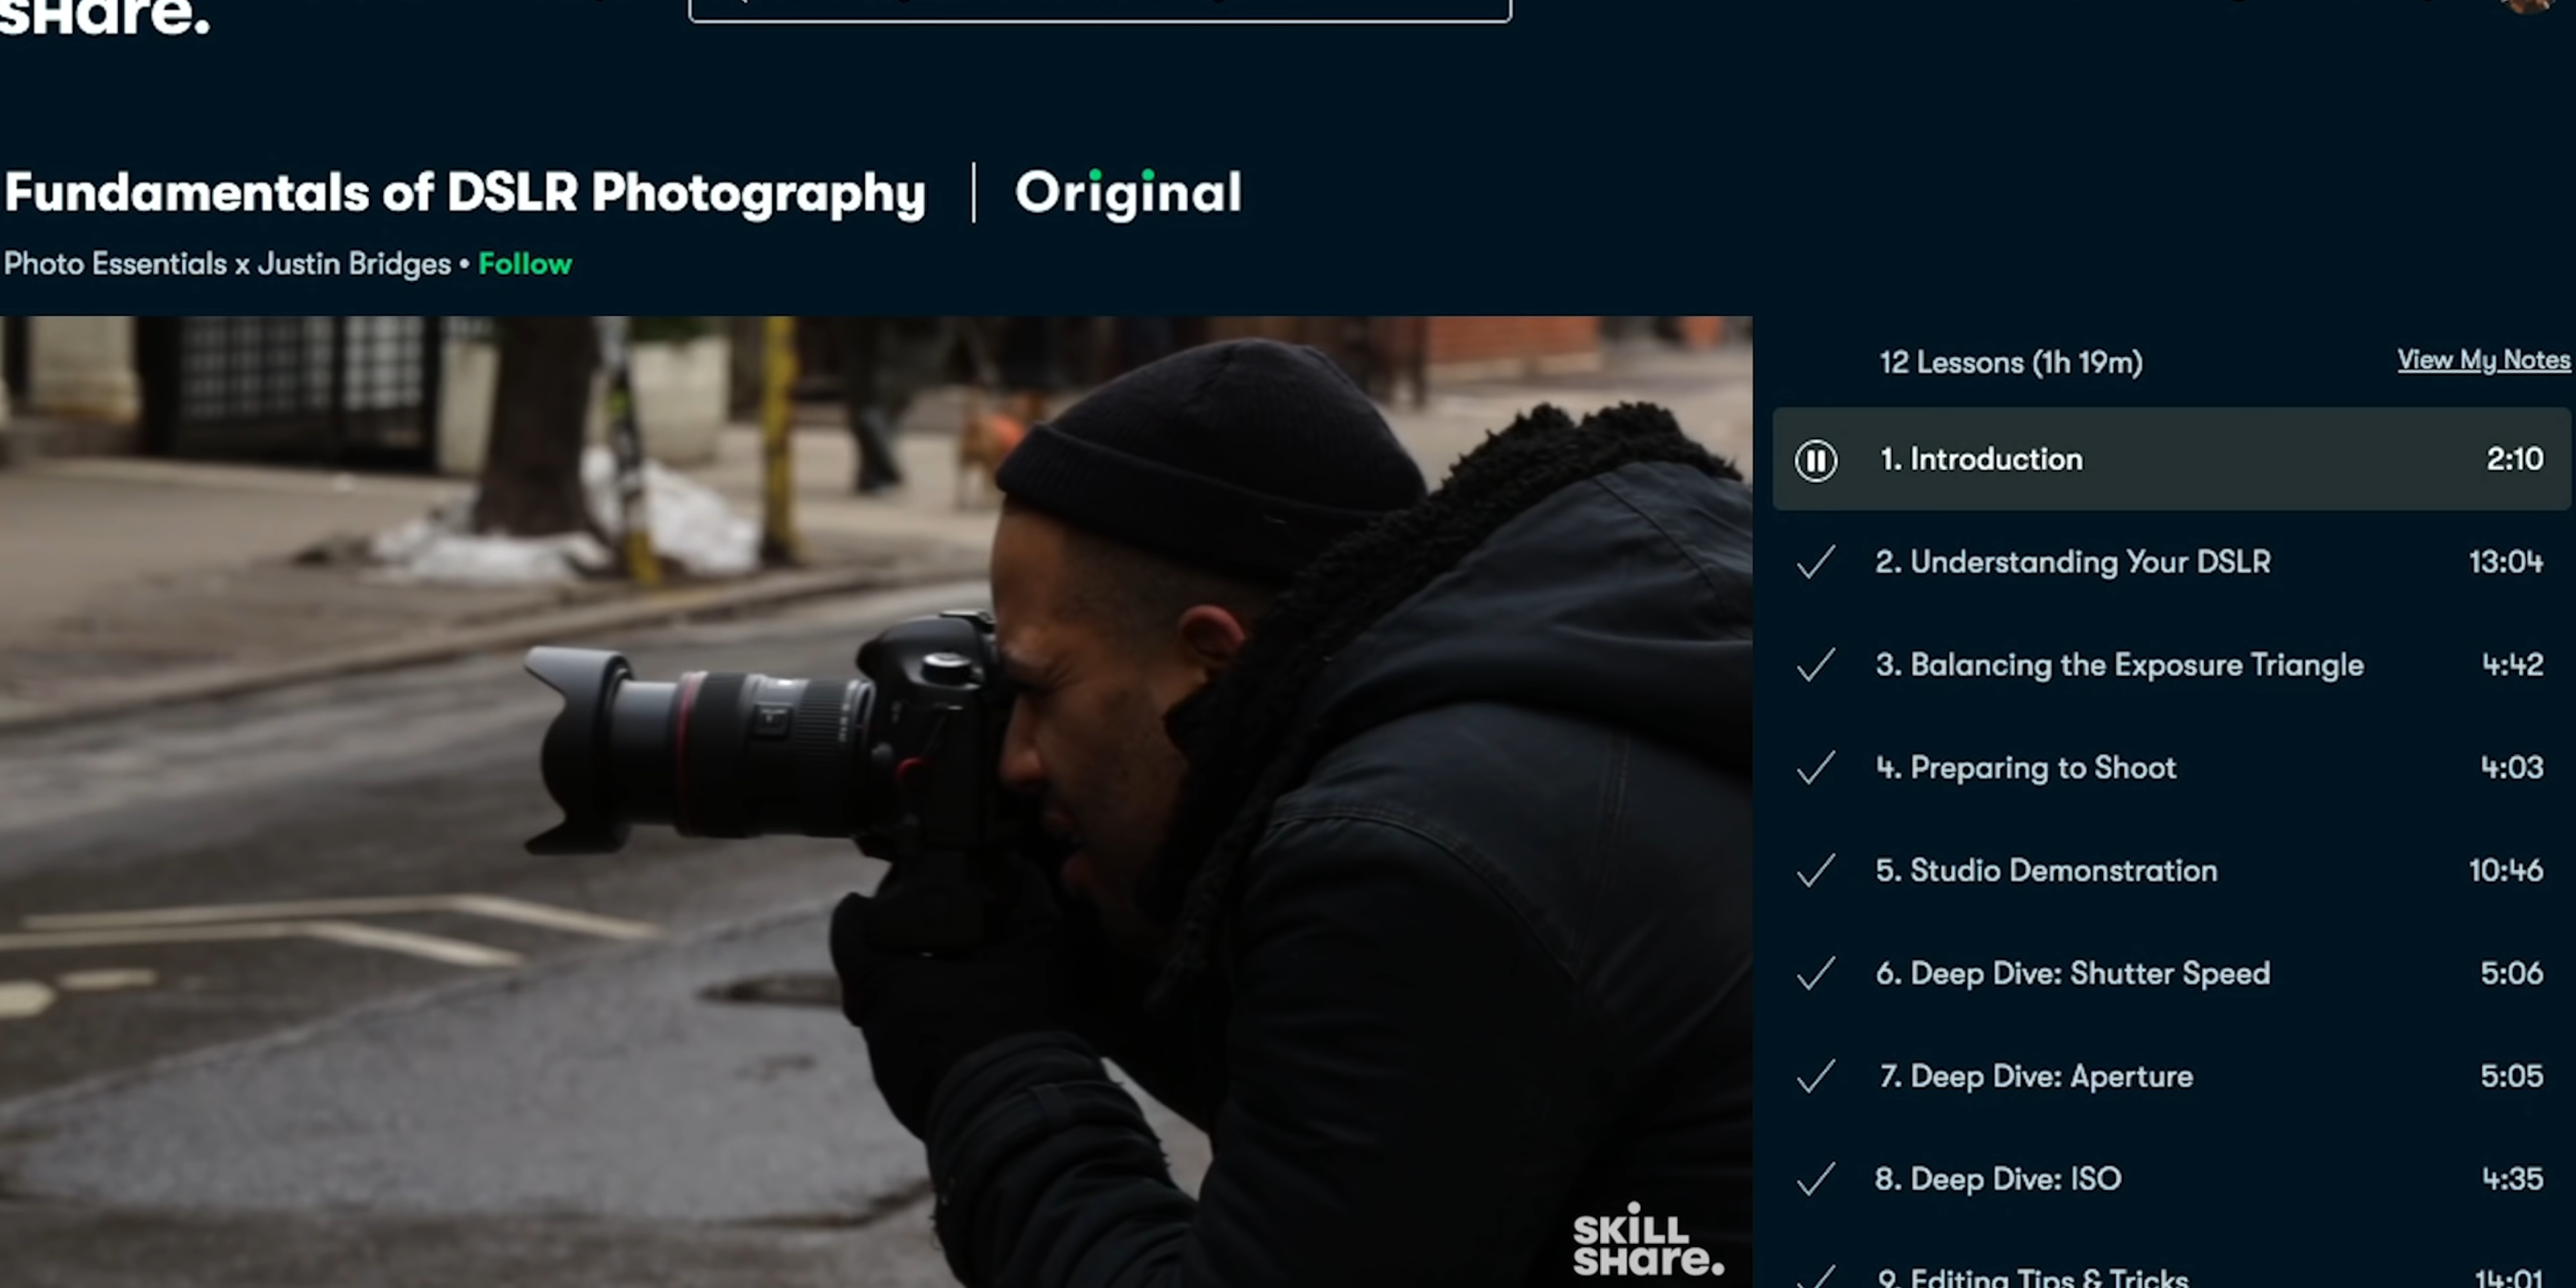 sHare.
Fundamentals of DSLR Photography | Original
Photo Essentials x Justin Bridges • Follow
12 Lessons (1h 19m)
View My Notes
1. Introduction 2:10
2. Understanding Your DSLR 13:04
3. Balancing the Exposure Triangle 4:42
4. Preparing to Shoot 4:03
5. Studio Demonstration 10:46
6. Deep Dive: Shutter Speed 5:06
7. Deep Dive: Aperture 5:05
8. Deep Dive: ISO 4:35
9. Editing Tips & Tricks 14:01
SKiLL
SHare.